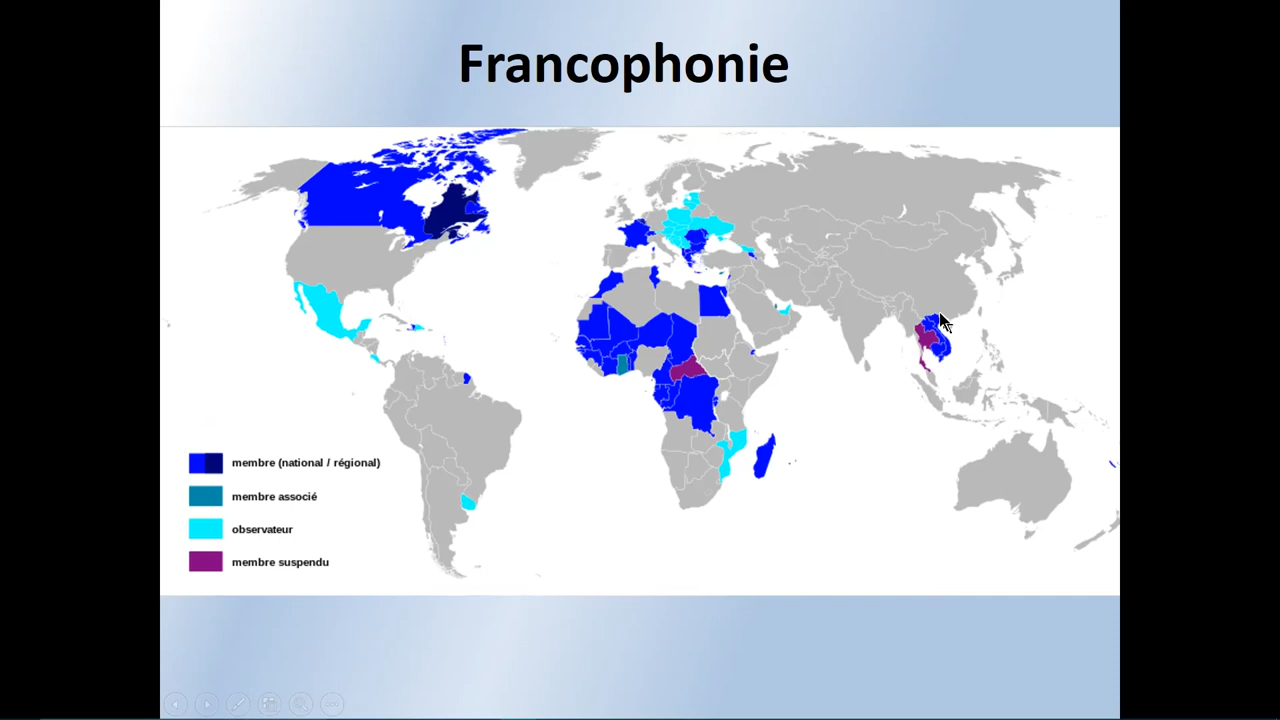 Francophonie
membre (national / régional)
membre associé
observateur
membre suspendu